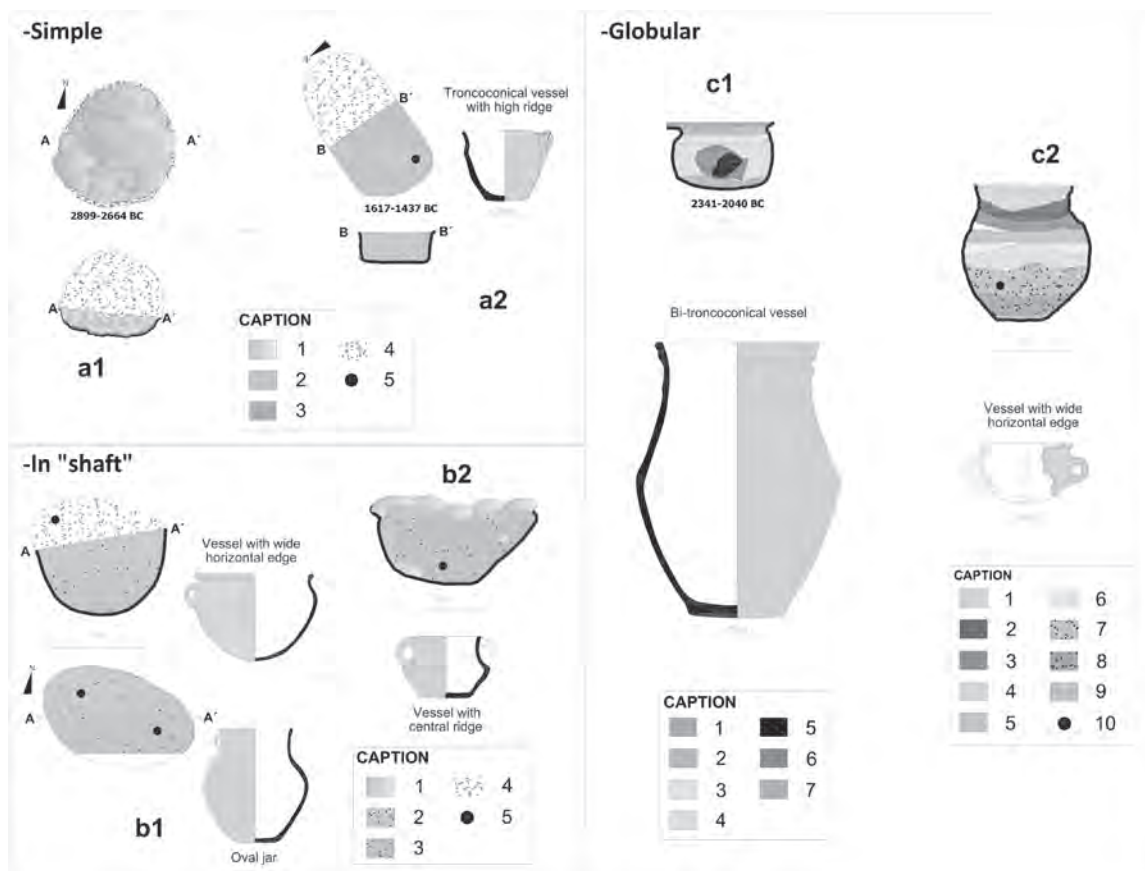 -Simple
N
A
A´
2899-2664 BC
A
A´
a1
N
B´
B
1617-1437 BC
B
B´
a2
Troncoconical vessel
with high ridge
CAPTION
1
2
3
4
5
-In "shaft"
A
A´
N
A
A´
b1
Vessel with wide
horizontal edge
Oval jar
b2
Vessel with
central ridge
CAPTION
1
2
3
4
5
-Globular
c1
2341-2040 BC
Bi-troncoconical vessel
CAPTION
1
2
3
4
5
6
7
c2
Vessel with wide
horizontal edge
CAPTION
1
2
3
4
5
6
7
8
9
10